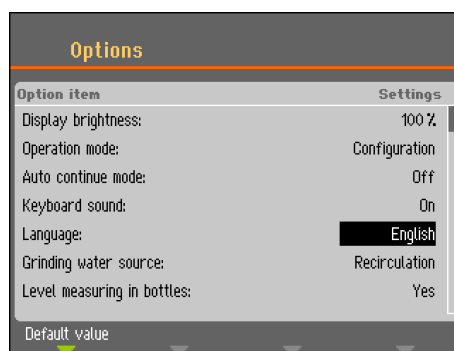 Options
Option item Settings
Display brightness: 100 %
Operation mode: Configuration
Auto continue mode: Off
Keyboard sound: On
Language: English
Grinding water source: Recirculation
Level measuring in bottles: Yes
Default value